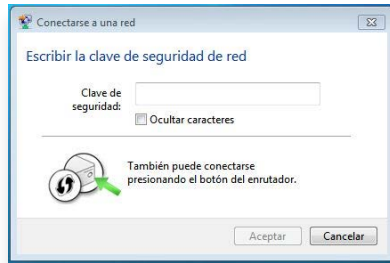 Conectarse a una red
Escribir la clave de seguridad de red
Clave de
seguridad:
Ocultar caracteres
También puede conectarse
presionando el botón del enrutador.
Aceptar
Cancelar